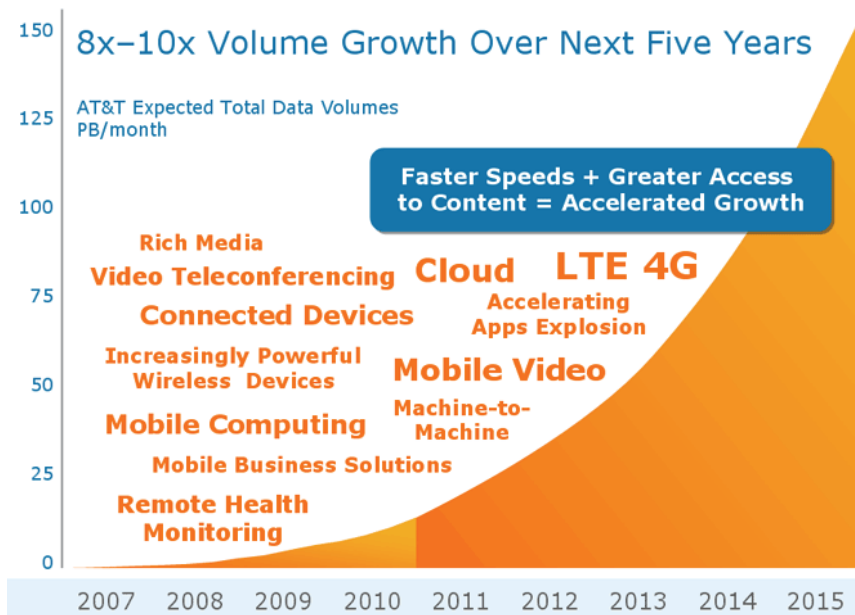 150
8x–10x Volume Growth Over Next Five Years
AT&T Expected Total Data Volumes
PB/month
125
Faster Speeds + Greater Access
to Content = Accelerated Growth
100
Rich Media
Video Teleconferencing
Cloud
LTE 4G
75
Connected Devices
Accelerating
Apps Explosion
Increasingly Powerful
Wireless Devices
50
Mobile Video
Mobile Computing
Machine-to-
Machine
25
Mobile Business Solutions
Remote Health
Monitoring
0
2007 2008 2009 2010 2011 2012 2013 2014 2015